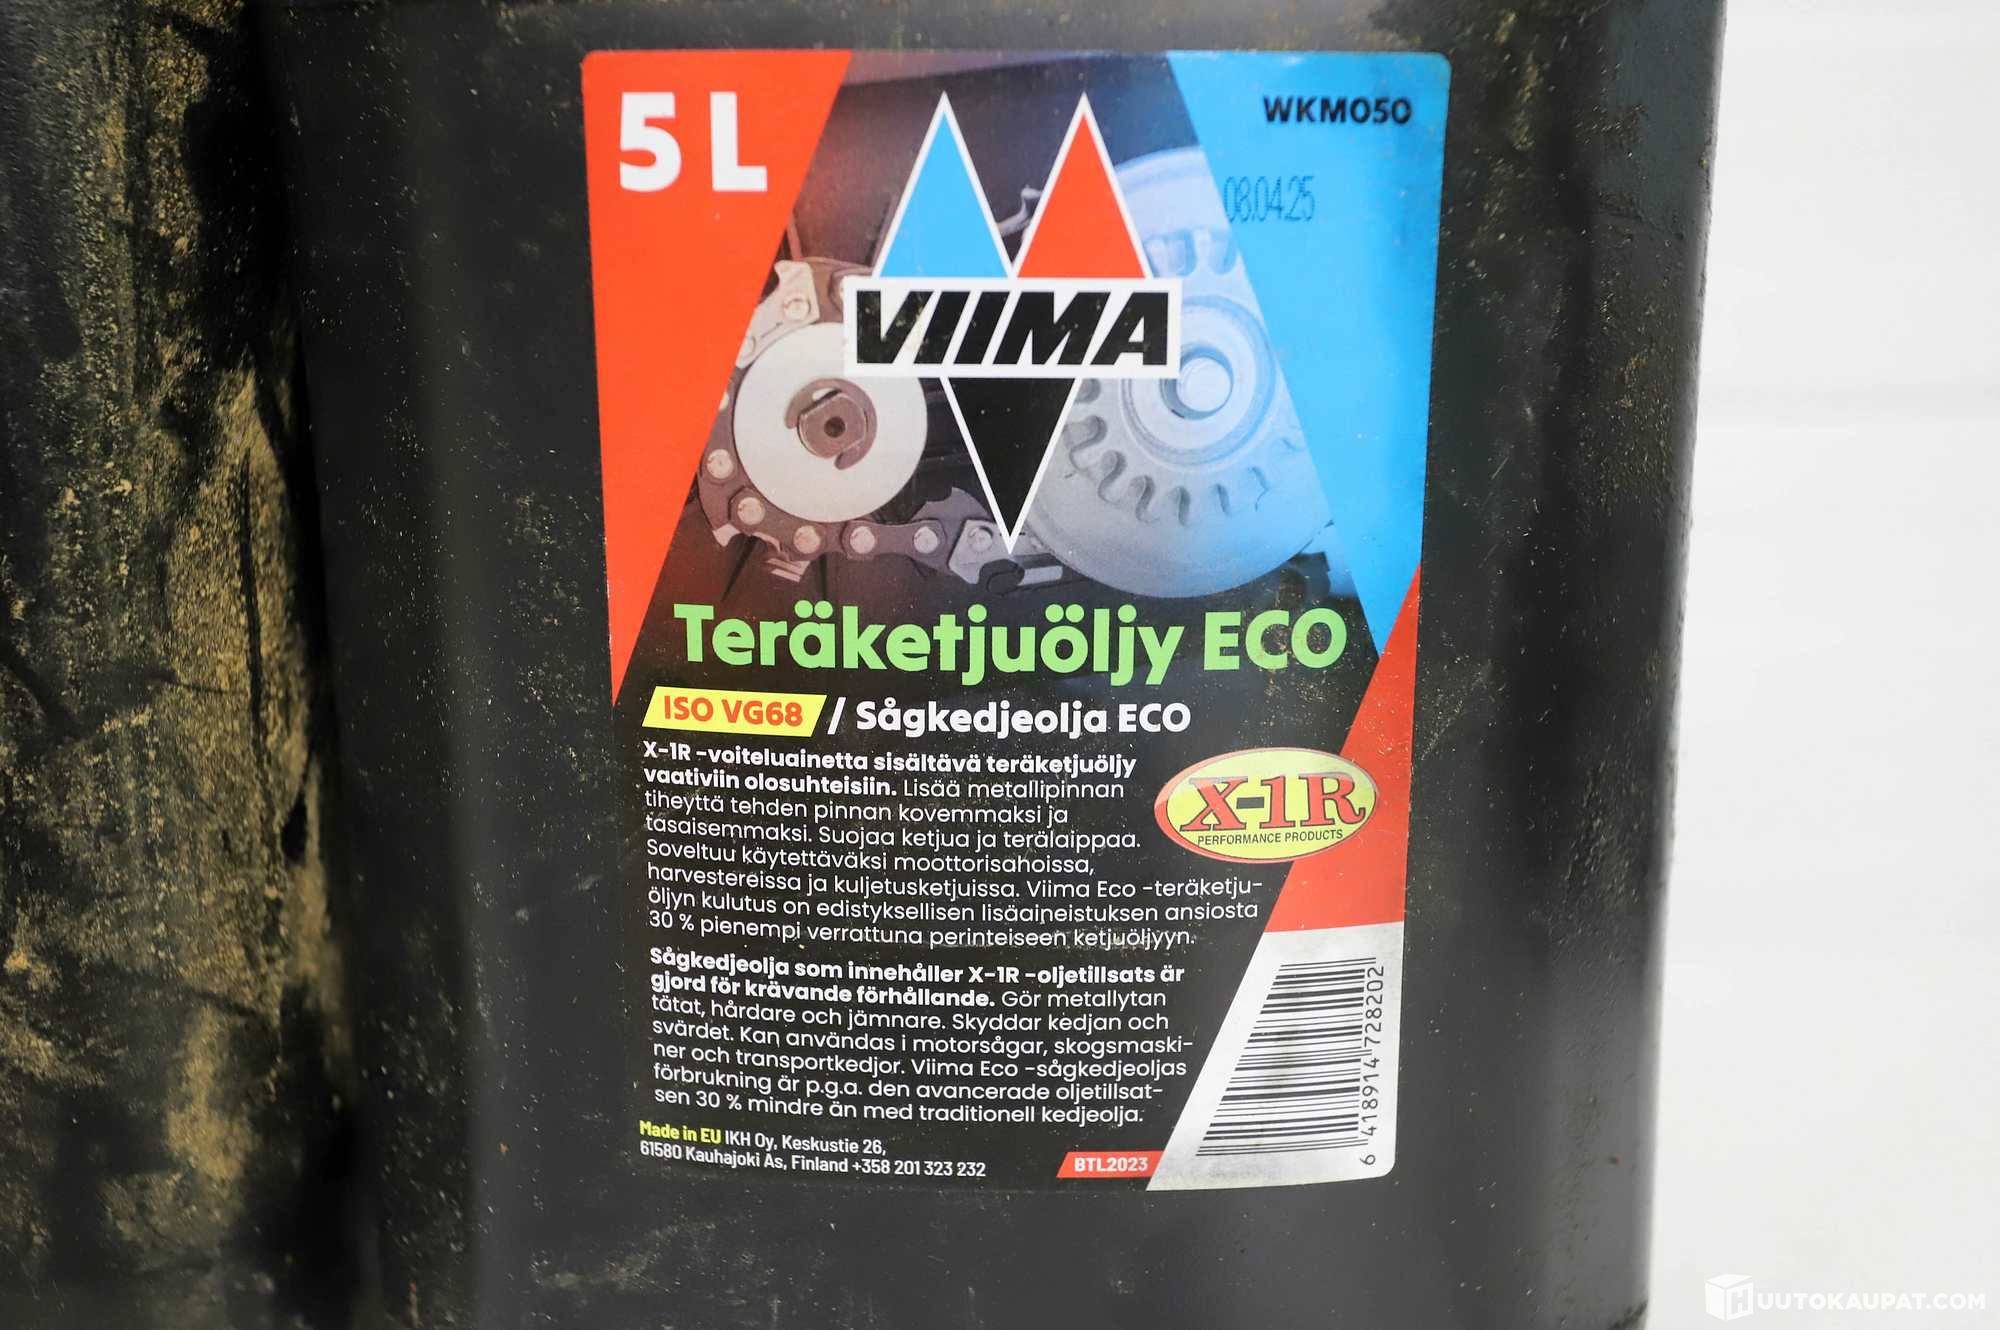 5 L
WKM050
08.04.25
VIIMA
Teräketjuöljy ECO
ISO VG68 / Sågkedjeolja ECO
X-1R -voiteluainetta sisältävä teräketjuöljy
vaativiin olosuhteisiin. Lisää metallipinnan
tiheyttä tehden pinnan kovemmaksi ja
tasaisemmaksi. Suojaa ketjua ja terälaippaa.
Soveltuu käytettäväksi moottorisahoissa,
harvestereissa ja kuljetusketjuissa. Viima Eco -teräketju-
öljyn kulutus on edistyksellisen lisäaineistuksen ansiosta
30 % pienempi verrattuna perinteiseen ketjuöljyyn.
X-1R
PERFORMANCE PRODUCTS
Sågkedjeolja som innehåller X-1R -oljetillsats är
gjord för krävande förhållande. Gör metallytan
tätat, hårdare och jämnare. Skyddar kedjan och
svärdet. Kan användas i motorsågar, skogsmaski-
ner och transportkedjor. Viima Eco -sågkedjeoljas
förbrukning är p.g.a. den avancerade oljetillsat-
sen 30 % mindre än med traditionell kedjeolja.
Made in EU IKH Oy, Keskustie 26,
61580 Kauhajoki As, Finland +358 201 323 232
BTL2023
6 418914 728202
HUUTOKAUPAT.COM